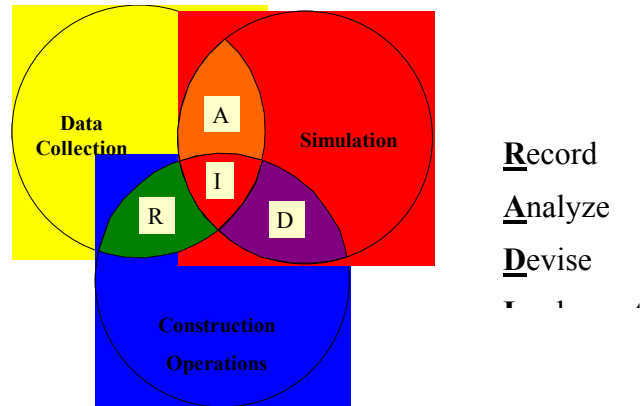 Data
Collection
A
Simulation
I
R
D
Construction
Operations
Record
Analyze
Devise